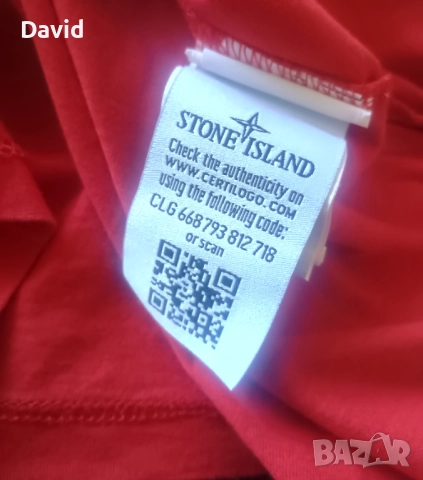 David
STONE ISLAND
Check the authenticity on
WWW.CERTILOGO.COM
using the following code:
CLG 668 793 812 718
or scan
BAZAR